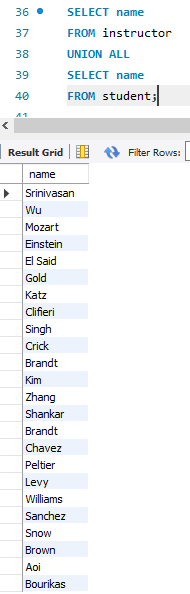 36 SELECT name
37 FROM instructor
38 UNION ALL
39 SELECT name
40 FROM student;
Result Grid Filter Rows:
name
Srinivasan
Wu
Mozart
Einstein
El Said
Gold
Katz
Clifieri
Singh
Crick
Brandt
Kim
Zhang
Shankar
Brandt
Chavez
Peltier
Levy
Williams
Sanchez
Snow
Brown
Aoi
Bourikas